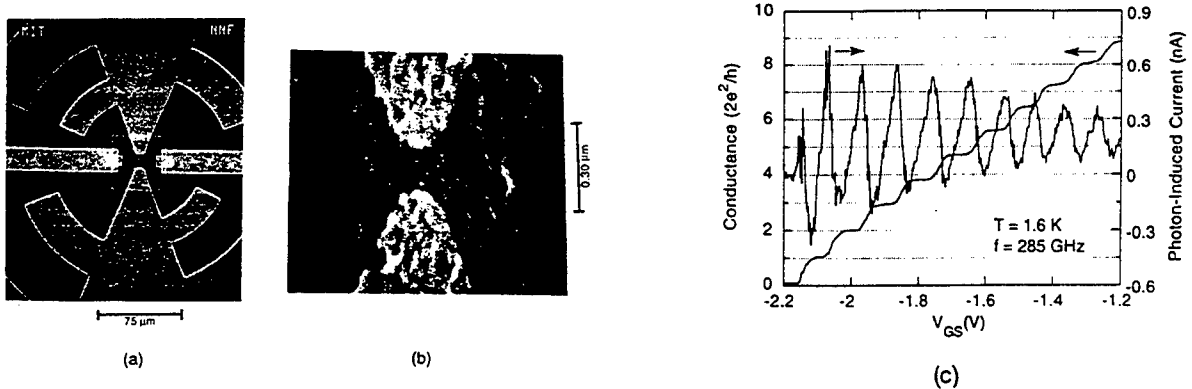 MIT NNF
75 µm
(a)
0.30 µm
(b)
Conductance (2e²/h)
10
8
6
4
2
0
-2.2 -2 -1.8 -1.6 -1.4 -1.2
V_GS(V)
T = 1.6 K
f = 285 GHz
0.9
0.6
0.3
0
-0.3
-0.6
Photon-Induced Current (nA)
(c)